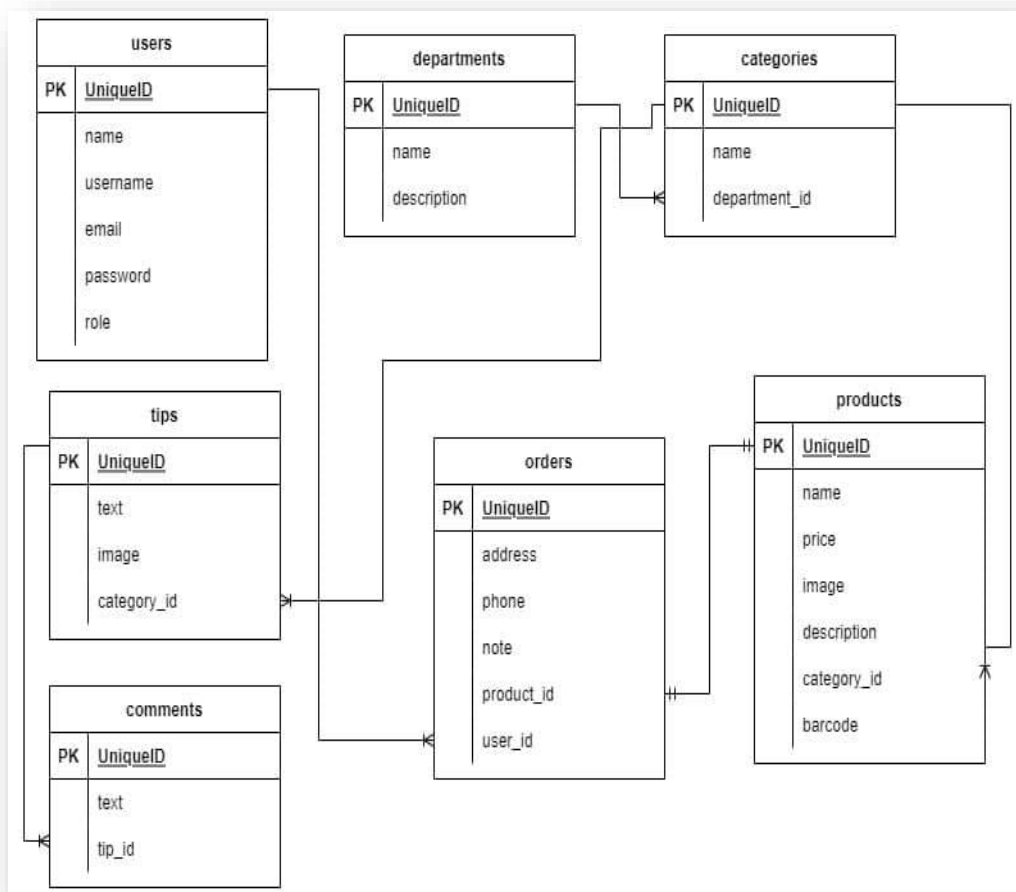 users
PK UniqueID
name
username
email
password
role
departments
PK UniqueID
name
description
categories
PK UniqueID
name
department_id
tips
PK UniqueID
text
image
category_id
orders
PK UniqueID
address
phone
note
product_id
user_id
products
PK UniqueID
name
price
image
description
category_id
barcode
comments
PK UniqueID
text
tip_id